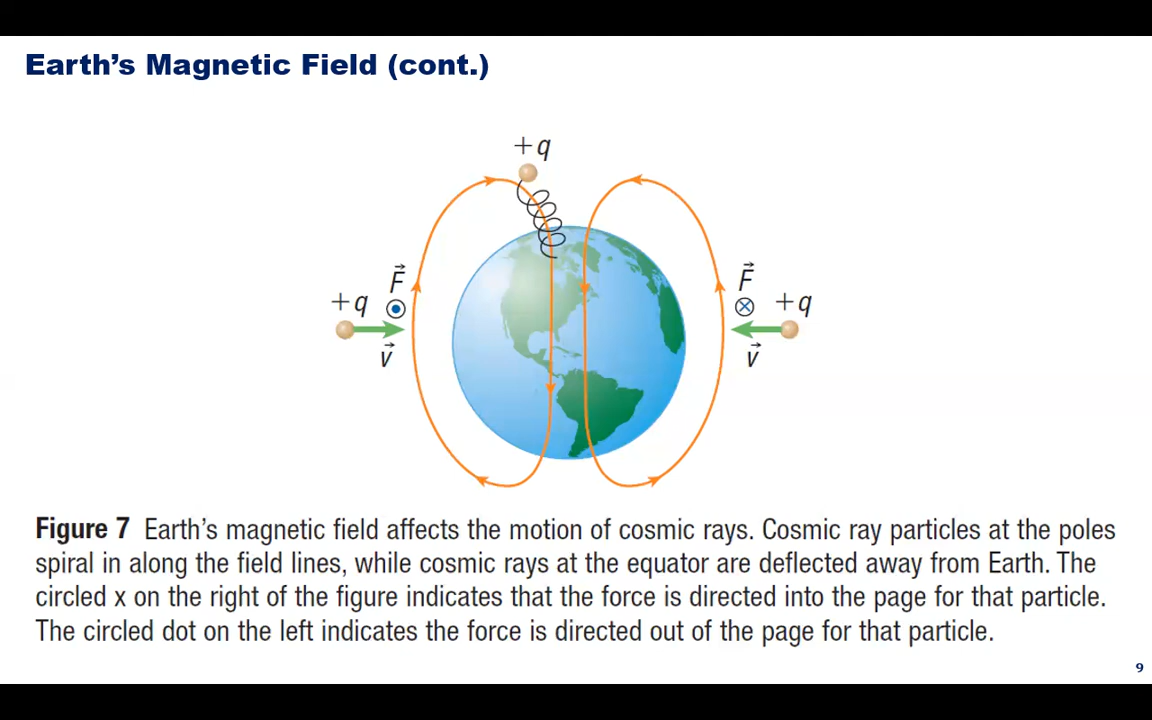 Earth's Magnetic Field (cont.)
+q
F
+q
v
F
+q
v
Figure 7 Earth's magnetic field affects the motion of cosmic rays. Cosmic ray particles at the poles
spiral in along the field lines, while cosmic rays at the equator are deflected away from Earth. The
circled x on the right of the figure indicates that the force is directed into the page for that particle.
The circled dot on the left indicates the force is directed out of the page for that particle.
9